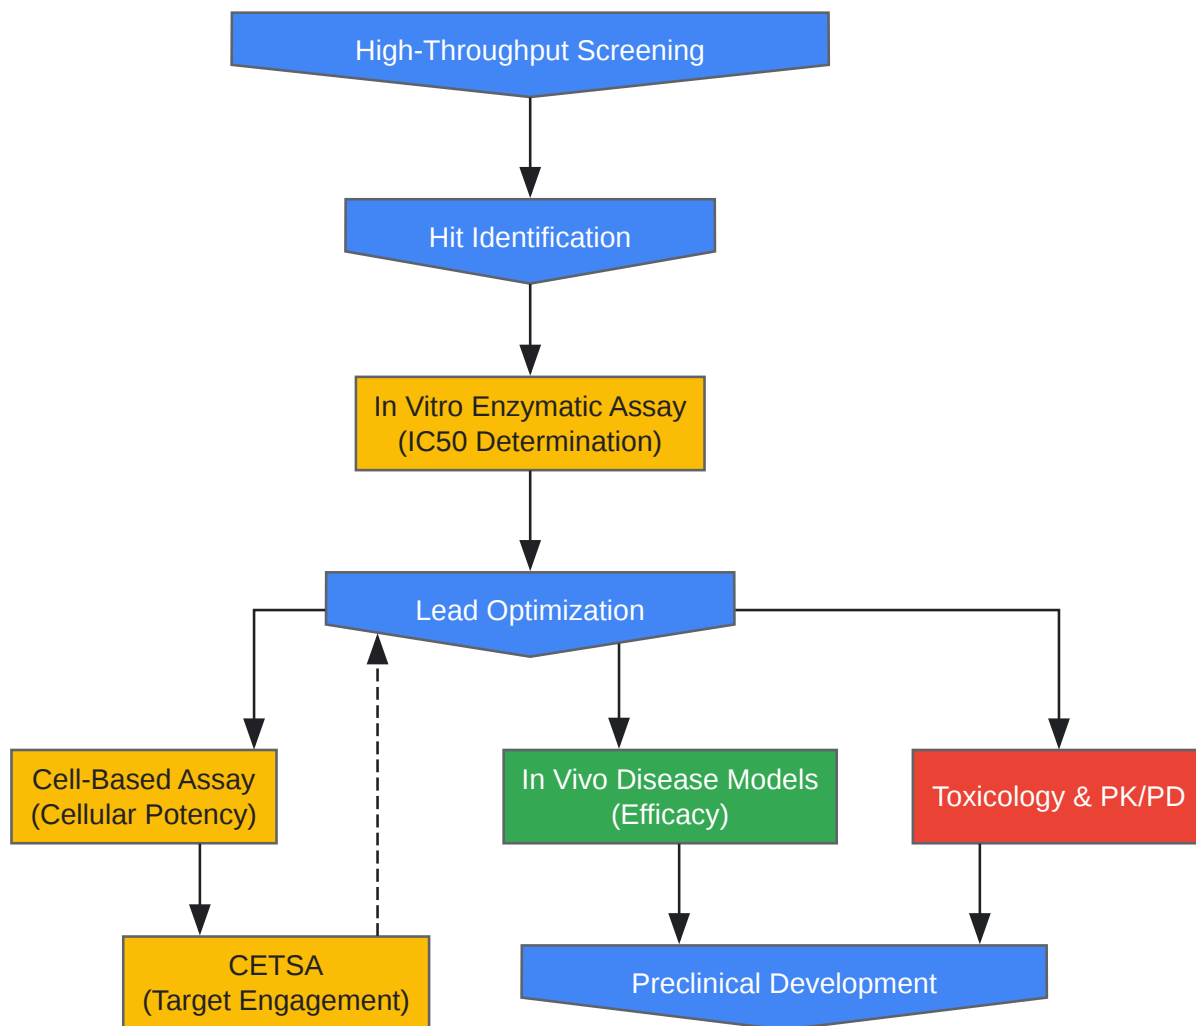 High-Throughput Screening
Hit Identification
In Vitro Enzymatic Assay
(IC50 Determination)
Lead Optimization
Cell-Based Assay
(Cellular Potency)
In Vivo Disease Models
(Efficacy)
Toxicology & PK/PD
CETSA
(Target Engagement)
Preclinical Development